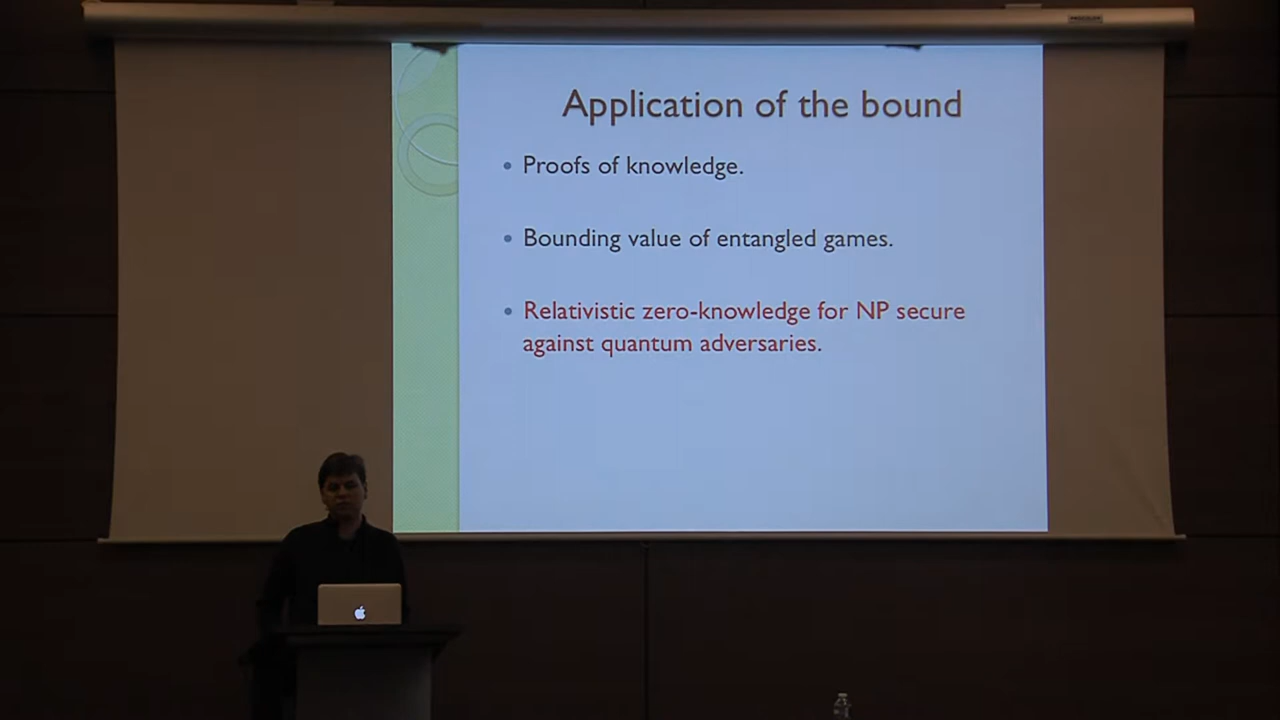 Application of the bound
• Proofs of knowledge.
• Bounding value of entangled games.
• Relativistic zero-knowledge for NP secure
against quantum adversaries.